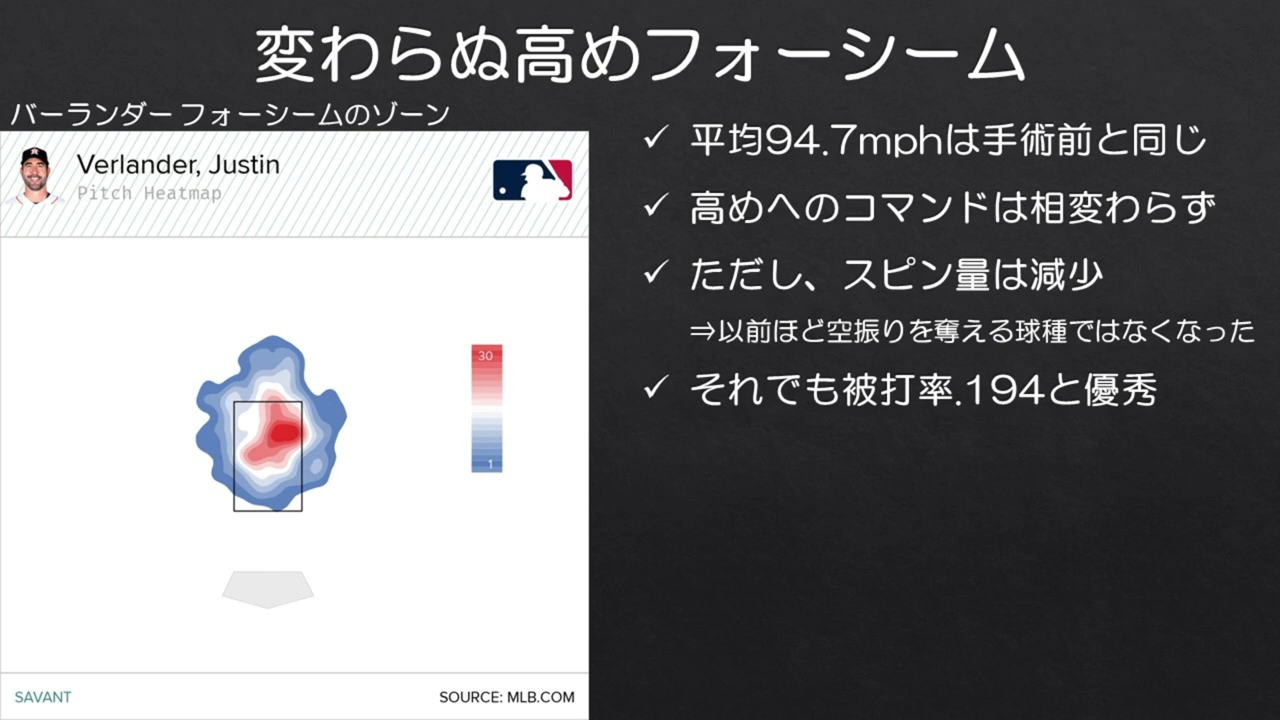 変わらぬ高めフォーシーム
バーランダー フォーシームのゾーン
Verlander, Justin
Pitch Heatmap
30
1
SAVANT
SOURCE: MLB.COM
✓ 平均94.7mphは手術前と同じ
✓ 高めへのコマンドは相変わらず
✓ ただし、スピン量は減少
⇒以前ほど空振りを奪える球種ではなくなった
✓ それでも被打率.194と優秀